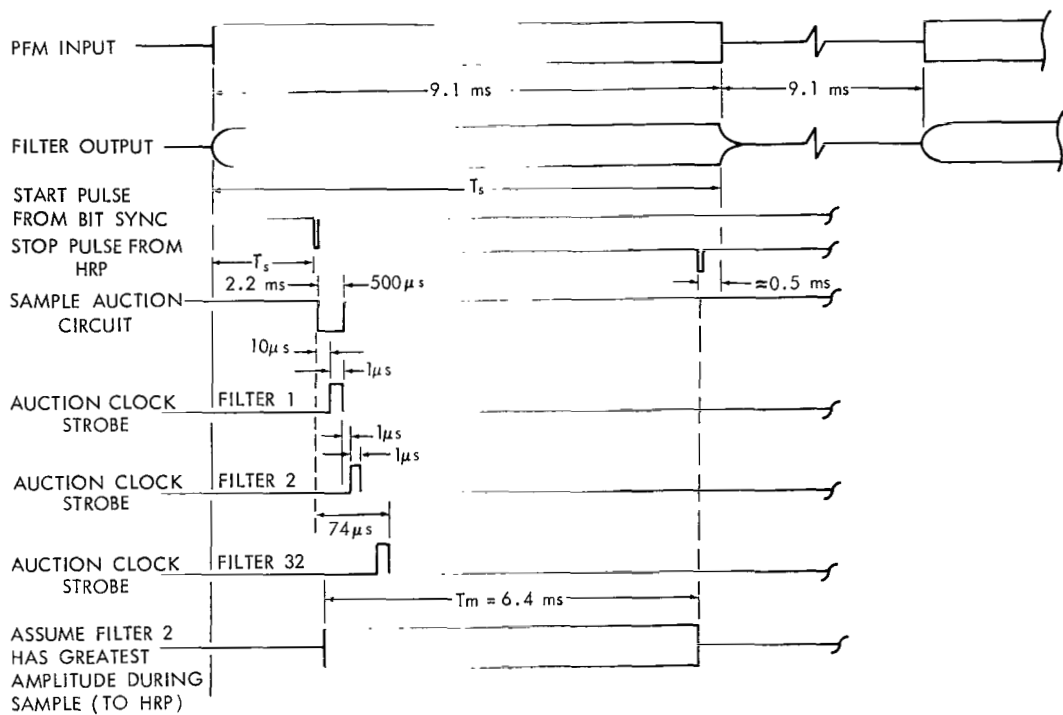 PFM INPUT
9.1 ms
9.1 ms
FILTER OUTPUT
Ts
START PULSE
FROM BIT SYNC
STOP PULSE FROM
HRP
Ts
2.2 ms
500μs
≈0.5 ms
SAMPLE AUCTION
CIRCUIT
10μs
1μs
AUCTION CLOCK
STROBE
FILTER 1
1μs
1μs
AUCTION CLOCK
STROBE
FILTER 2
74μs
AUCTION CLOCK
STROBE
FILTER 32
Tm = 6.4 ms
ASSUME FILTER 2
HAS GREATEST
AMPLITUDE DURING
SAMPLE (TO HRP)